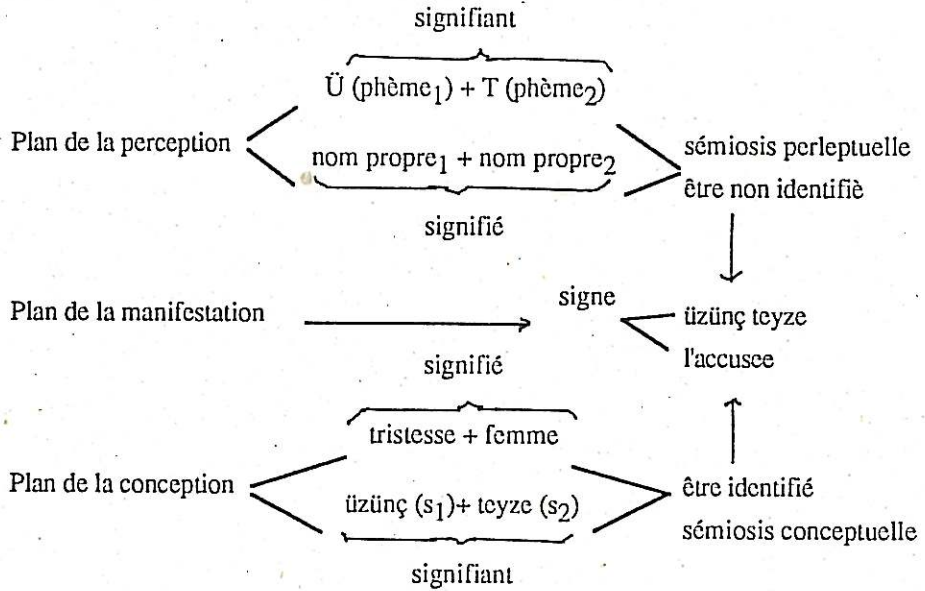 signifiant
Ü (phème1) + T (phème2)
Plan de la perception
nom propre1 + nom propre2
sémiosis perleptuelle
être non identifiè
signifié
Plan de la manifestation
signe
üzünç teyze
l'accusce
signifié
tristesse + femme
Plan de la conception
üzünç (s1)+ teyze (s2)
être identifié
sémiosis conceptuelle
signifiant